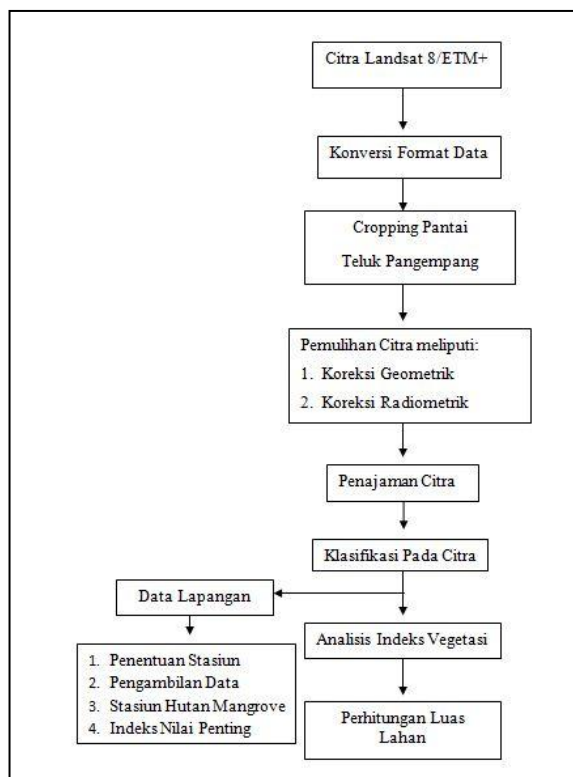 Citra Landsat 8/ETM+
Konversi Format Data
Cropping Pantai
Teluk Pangempang
Pemulihan Citra meliputi:
1. Koreksi Geometrik
2. Koreksi Radiometrik
Penajaman Citra
Klasifikasi Pada Citra
Data Lapangan
1. Penentuan Stasiun
2. Pengambilan Data
3. Stasiun Hutan Mangrove
4. Indeks Nilai Penting
Analisis Indeks Vegetasi
Perhitungan Luas
Lahan